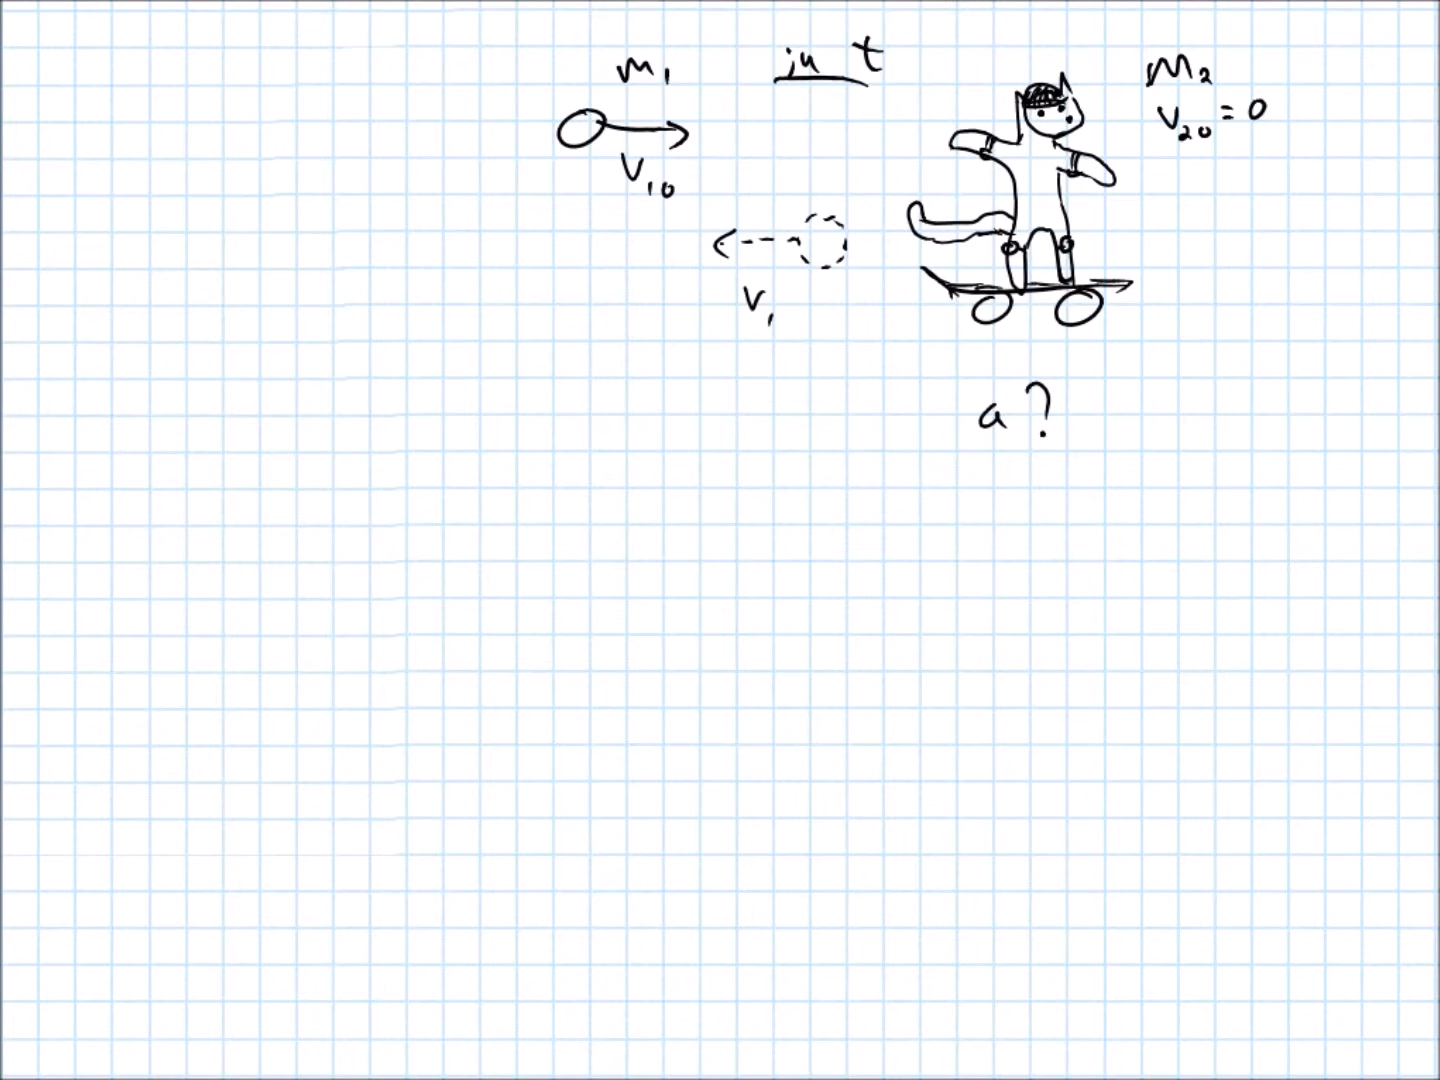 m₁
in t
m₂
v₁₀
v₂₀ = 0
v₁
a ?